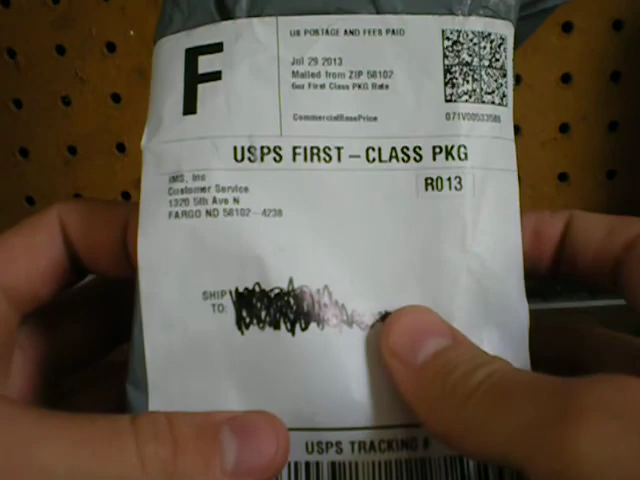 F
US POSTAGE AND FEES PAID
Jul 29 2013
Mailed from ZIP 58102
6oz First Class PKG Rate
CommercialBasePrice
USPS FIRST-CLASS PKG
IMS, Inc
Customer Service
1320 5th Ave N
FARGO ND 58102-4238
R013
SHIP
TO:
USPS TRACKING #